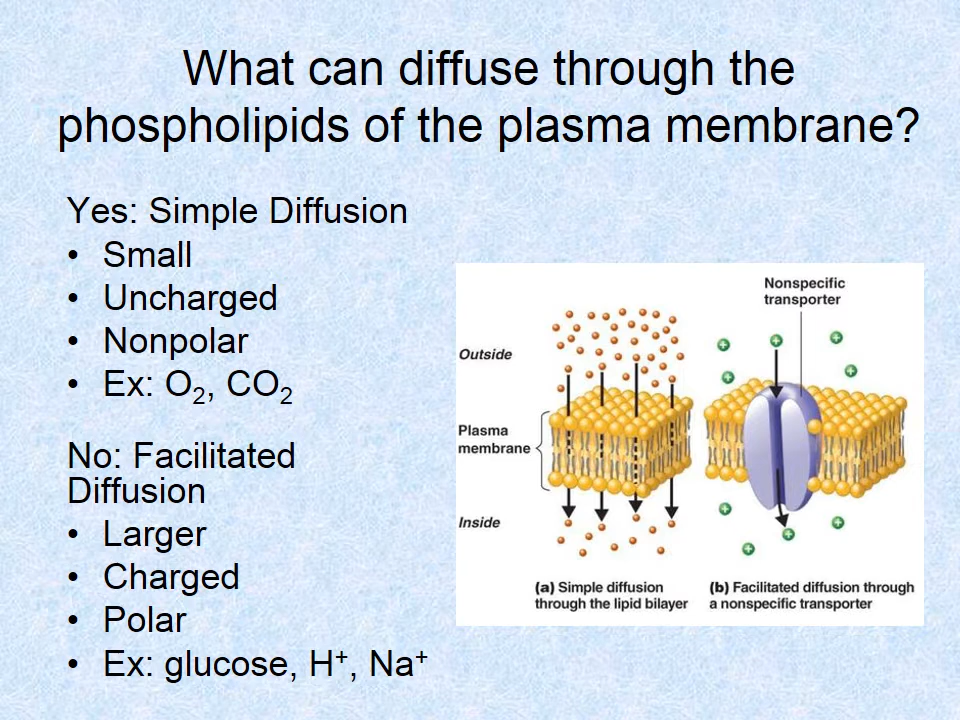 What can diffuse through the
phospholipids of the plasma membrane?
Yes: Simple Diffusion
• Small
• Uncharged
• Nonpolar
• Ex: O₂, CO₂
No: Facilitated
Diffusion
• Larger
• Charged
• Polar
• Ex: glucose, H⁺, Na⁺
Nonspecific
transporter
Outside
Plasma
membrane
Inside
(a) Simple diffusion
through the lipid bilayer
(b) Facilitated diffusion through
a nonspecific transporter